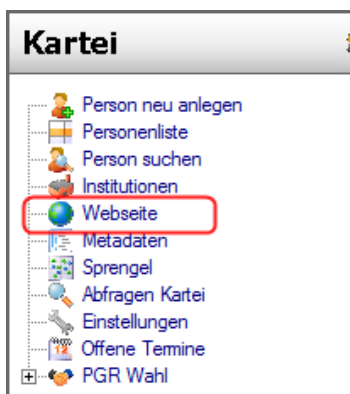 Kartei
Person neu anlegen
Personenliste
Person suchen
Institutionen
Webseite
Metadaten
Sprengel
Abfragen Kartei
Einstellungen
Offene Termine
PGR Wahl